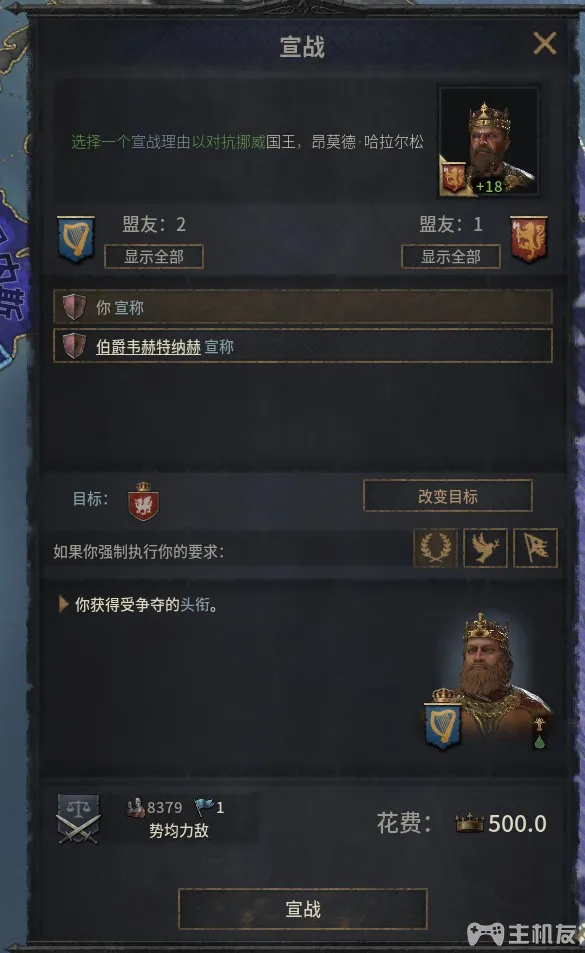 宣战
选择一个宣战理由以对抗挪威国王，昂莫德·哈拉尔松
+18
盟友：2
盟友：1
显示全部
显示全部
你 宣称
伯爵韦赫特纳赫 宣称
目标：
改变目标
如果你强制执行你的要求：
你获得受争夺的头衔。
8379 1
势均力敌
花费： 500.0
宣战
主机友